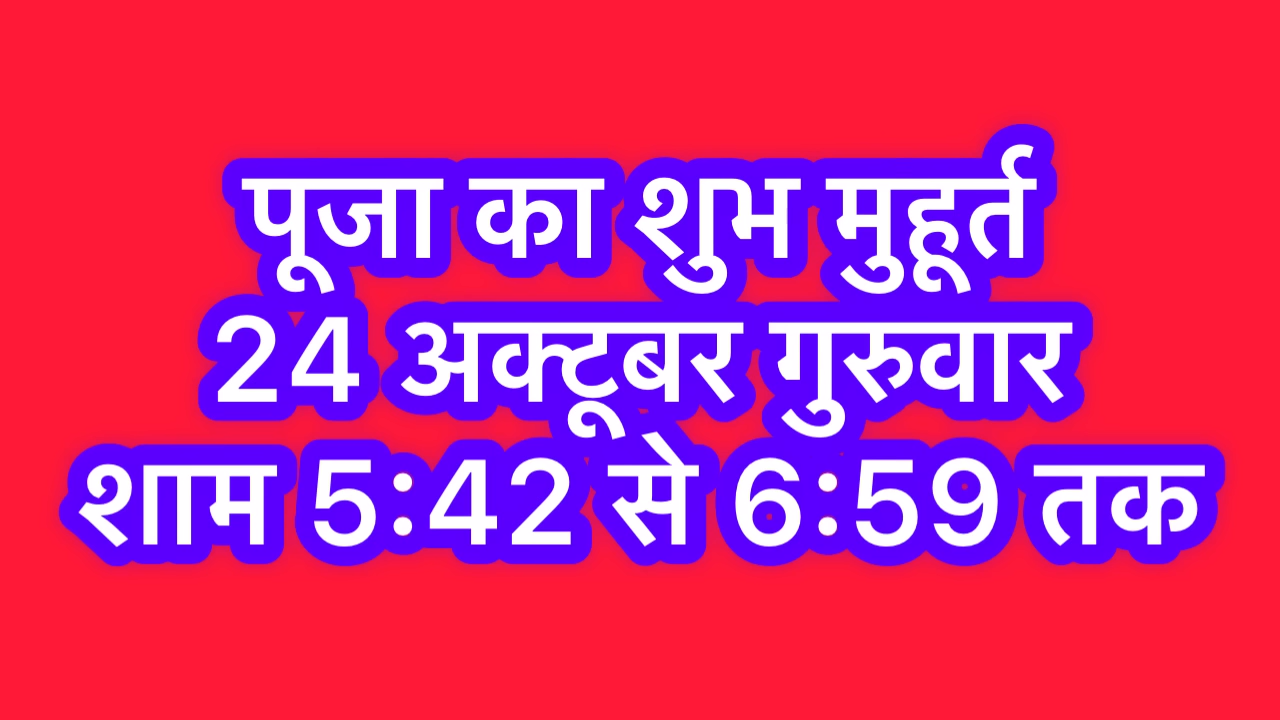 पूजा का शुभ मुहूर्त
24 अक्टूबर गुरुवार
शाम 5:42 से 6:59 तक